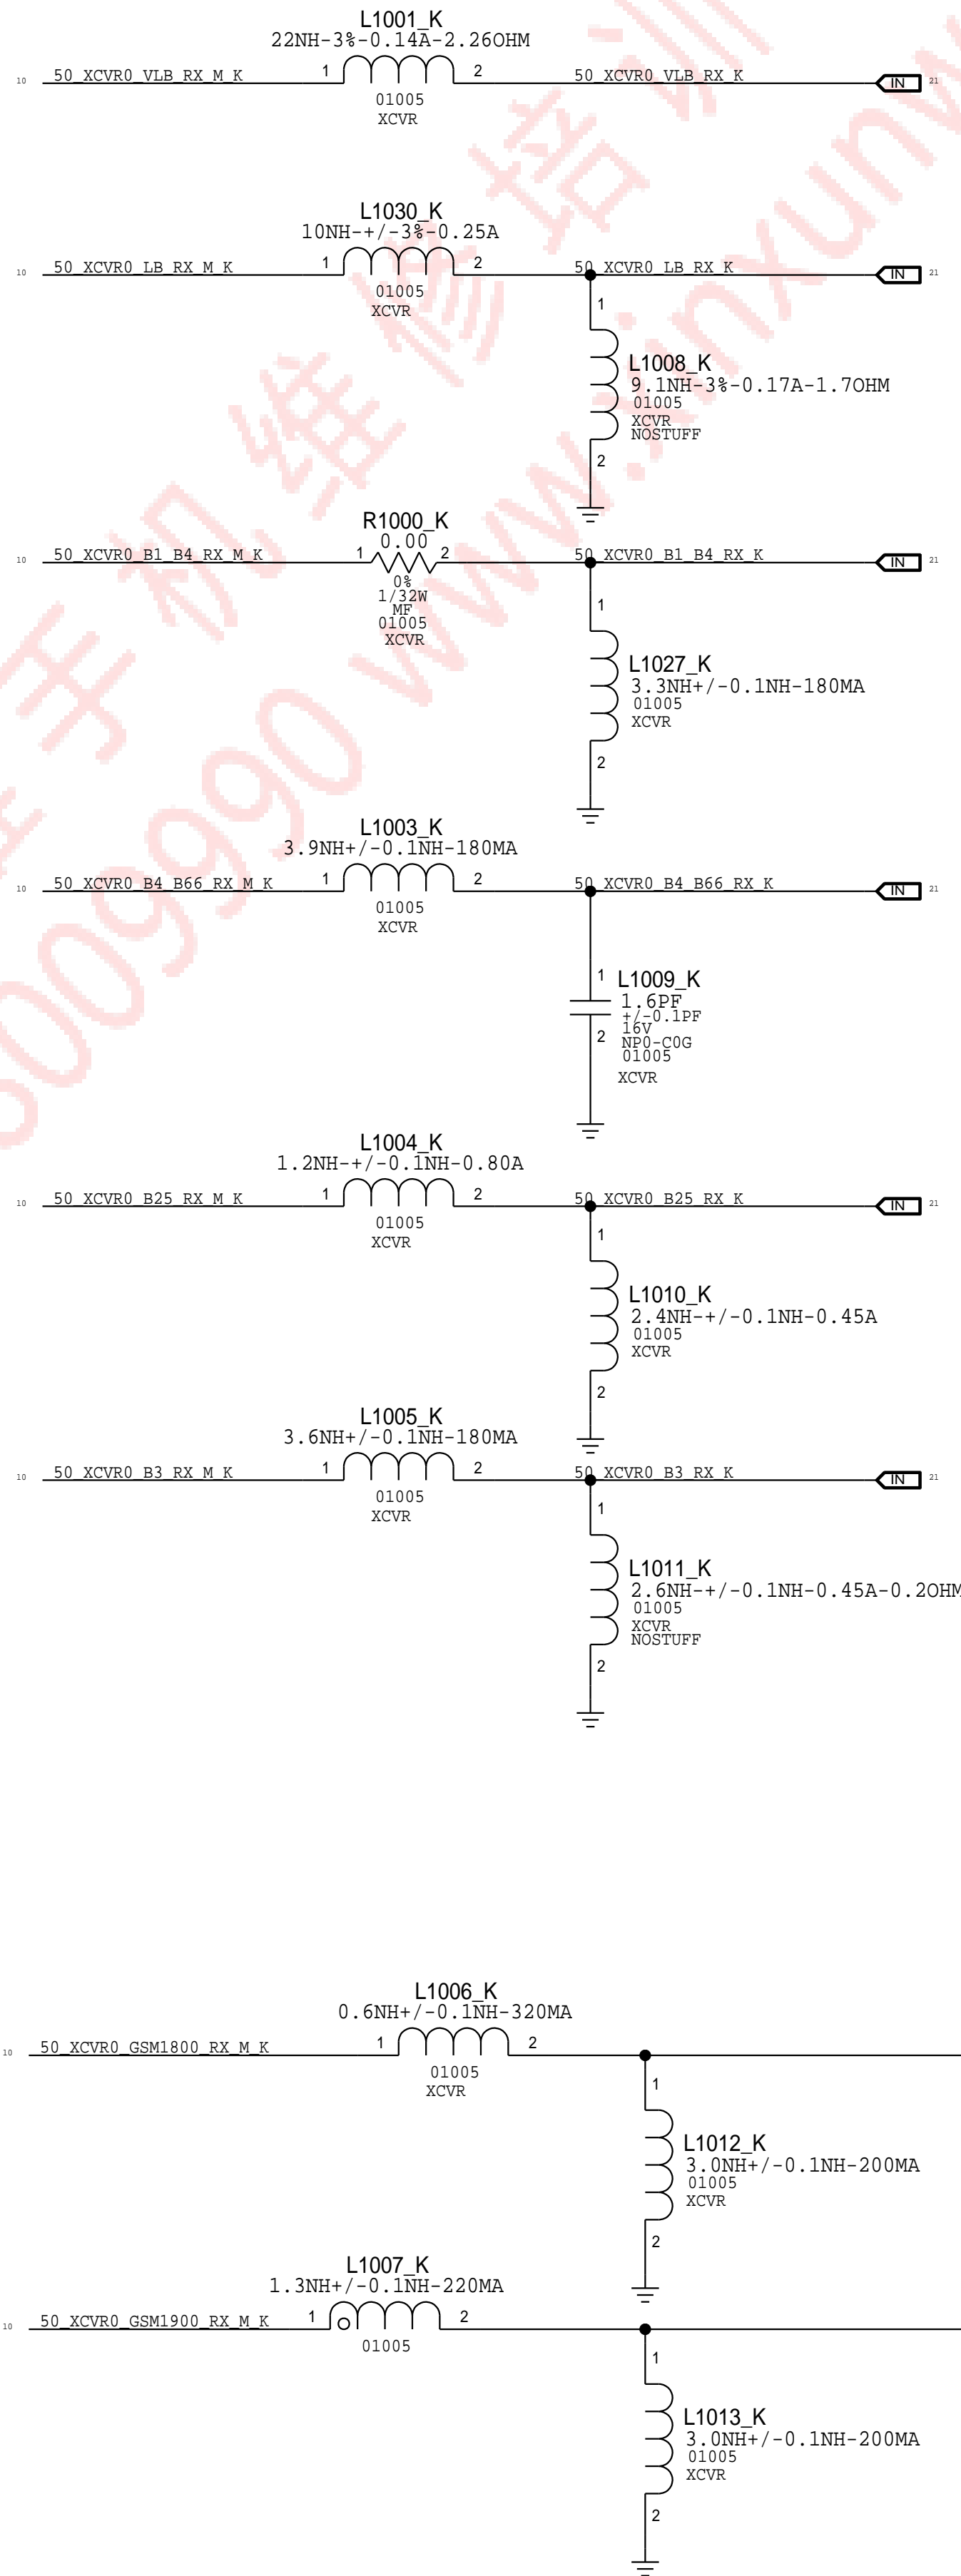 L1001_K
22NH-3%-0.14A-2.26OHM
10 50_XCVR0_VLB_RX_M_K 1 2 50_XCVR0_VLB_RX_K IN 21
01005
XCVR
L1030_K
10NH-+/-3%-0.25A
10 50_XCVR0_LB_RX_M_K 1 2 50_XCVR0_LB_RX_K IN 21
01005
XCVR
1
L1008_K
9.1NH-3%-0.17A-1.7OHM
01005
XCVR
NOSTUFF
2
R1000_K
0.00
10 50_XCVR0_B1_B4_RX_M_K 1 2 50_XCVR0_B1_B4_RX_K IN 21
0%
1/32W
MF
01005
XCVR
1
L1027_K
3.3NH+/-0.1NH-180MA
01005
XCVR
2
L1003_K
3.9NH+/-0.1NH-180MA
10 50_XCVR0_B4_B66_RX_M_K 1 2 50_XCVR0_B4_B66_RX_K IN 21
01005
XCVR
1
L1009_K
1.6PF
+/-0.1PF
16V
2
NP0-C0G
01005
XCVR
L1004_K
1.2NH-+/-0.1NH-0.80A
10 50_XCVR0_B25_RX_M_K 1 2 50_XCVR0_B25_RX_K IN 21
01005
XCVR
1
L1010_K
2.4NH-+/-0.1NH-0.45A
01005
XCVR
2
L1005_K
3.6NH+/-0.1NH-180MA
10 50_XCVR0_B3_RX_M_K 1 2 50_XCVR0_B3_RX_K IN 21
01005
XCVR
1
L1011_K
2.6NH-+/-0.1NH-0.45A-0.2OHM
01005
XCVR
NOSTUFF
2
L1006_K
0.6NH+/-0.1NH-320MA
10 50_XCVR0_GSM1800_RX_M_K 1 2
01005
XCVR
1
L1012_K
3.0NH+/-0.1NH-200MA
01005
XCVR
2
L1007_K
1.3NH+/-0.1NH-220MA
10 50_XCVR0_GSM1900_RX_M_K 1 2
01005
1
L1013_K
3.0NH+/-0.1NH-200MA
01005
XCVR
2
手机维修培
00990 www.xinxunw